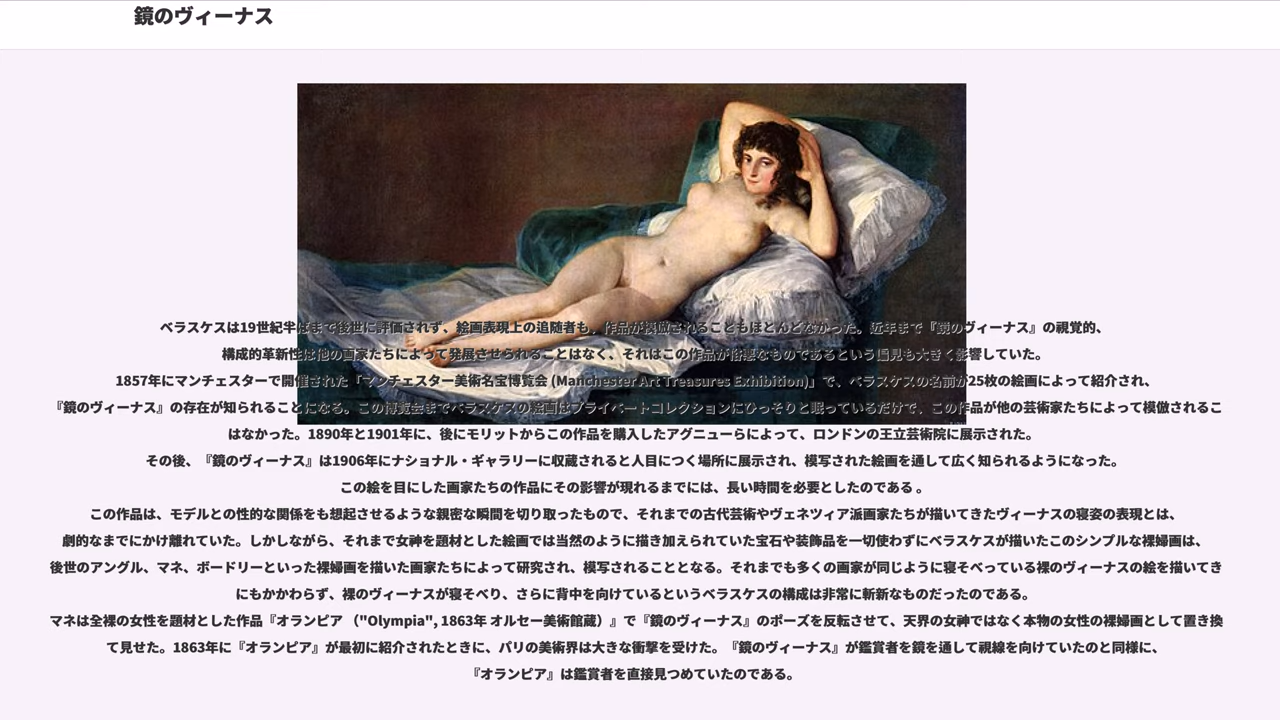 鏡のヴィーナス
ベラスケスは19世紀半ばまで後世に評価されず、絵画表現上の追随者も、作品が模倣されることもほとんどなかった。近年まで『鏡のヴィーナス』の視覚的、
構成的革新性は他の画家たちによって発展させられることはなく、それはこの作品が俗悪なものであるという偏見も大きく影響していた。
1857年にマンチェスターで開催された「マンチェスター美術名宝博覧会 (Manchester Art Treasures Exhibition)」で、ベラスケスの名前が25枚の絵画によって紹介され、
『鏡のヴィーナス』の存在が知られることになる。この博覧会までベラスケスの絵画はプライベートコレクションにひっそりと眠っているだけで、この作品が他の芸術家たちによって模倣されるこ
はなかった。1890年と1901年に、後にモリットからこの作品を購入したアグニューらによって、ロンドンの王立芸術院に展示された。
その後、『鏡のヴィーナス』は1906年にナショナル・ギャラリーに収蔵されると人目につく場所に展示され、模写された絵画を通して広く知られるようになった。
この絵を目にした画家たちの作品にその影響が現れるまでには、長い時間を必要としたのである 。
この作品は、モデルとの性的な関係をも想起させるような親密な瞬間を切り取ったもので、それまでの古代芸術やヴェネツィア派画家たちが描いてきたヴィーナスの寝姿の表現とは、
劇的なまでにかけ離れていた。しかしながら、それまで女神を題材とした絵画では当然のように描き加えられていた宝石や装飾品を一切使わずにベラスケスが描いたこのシンプルな裸婦画は、
後世のアングル、マネ、ボードリーといった裸婦画を描いた画家たちによって研究され、模写されることとなる。それまでも多くの画家が同じように寝そべっている裸のヴィーナスの絵を描いてき
にもかかわらず、裸のヴィーナスが寝そべり、さらに背中を向けているというベラスケスの構成は非常に斬新なものだったのである。
マネは全裸の女性を題材とした作品『オランピア （"Olympia", 1863年 オルセー美術館蔵）』で『鏡のヴィーナス』のポーズを反転させて、天界の女神ではなく本物の女性の裸婦画として置き換
て見せた。1863年に『オランピア』が最初に紹介されたときに、パリの美術界は大きな衝撃を受けた。『鏡のヴィーナス』が鑑賞者を鏡を通して視線を向けていたのと同様に、
『オランピア』は鑑賞者を直接見つめていたのである。